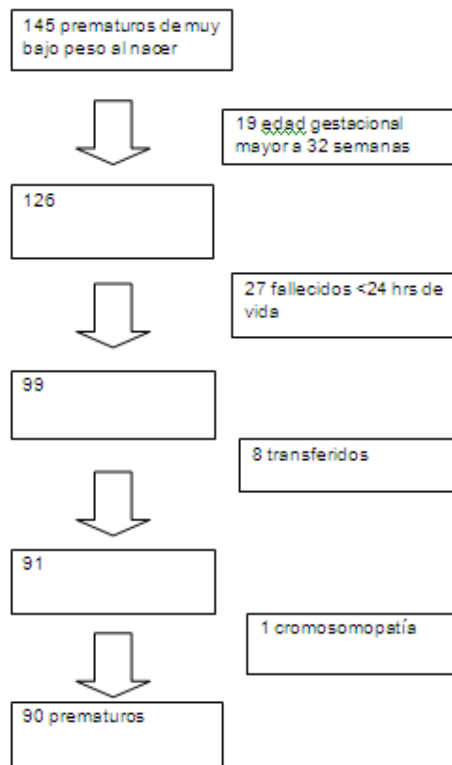 145 prematuros de muy
bajo peso al nacer
19 edad gestacional
mayor a 32 semanas
126
27 fallecidos <24 hrs de
vida
99
8 transferidos
91
1 cromosomopatía
90 prematuros